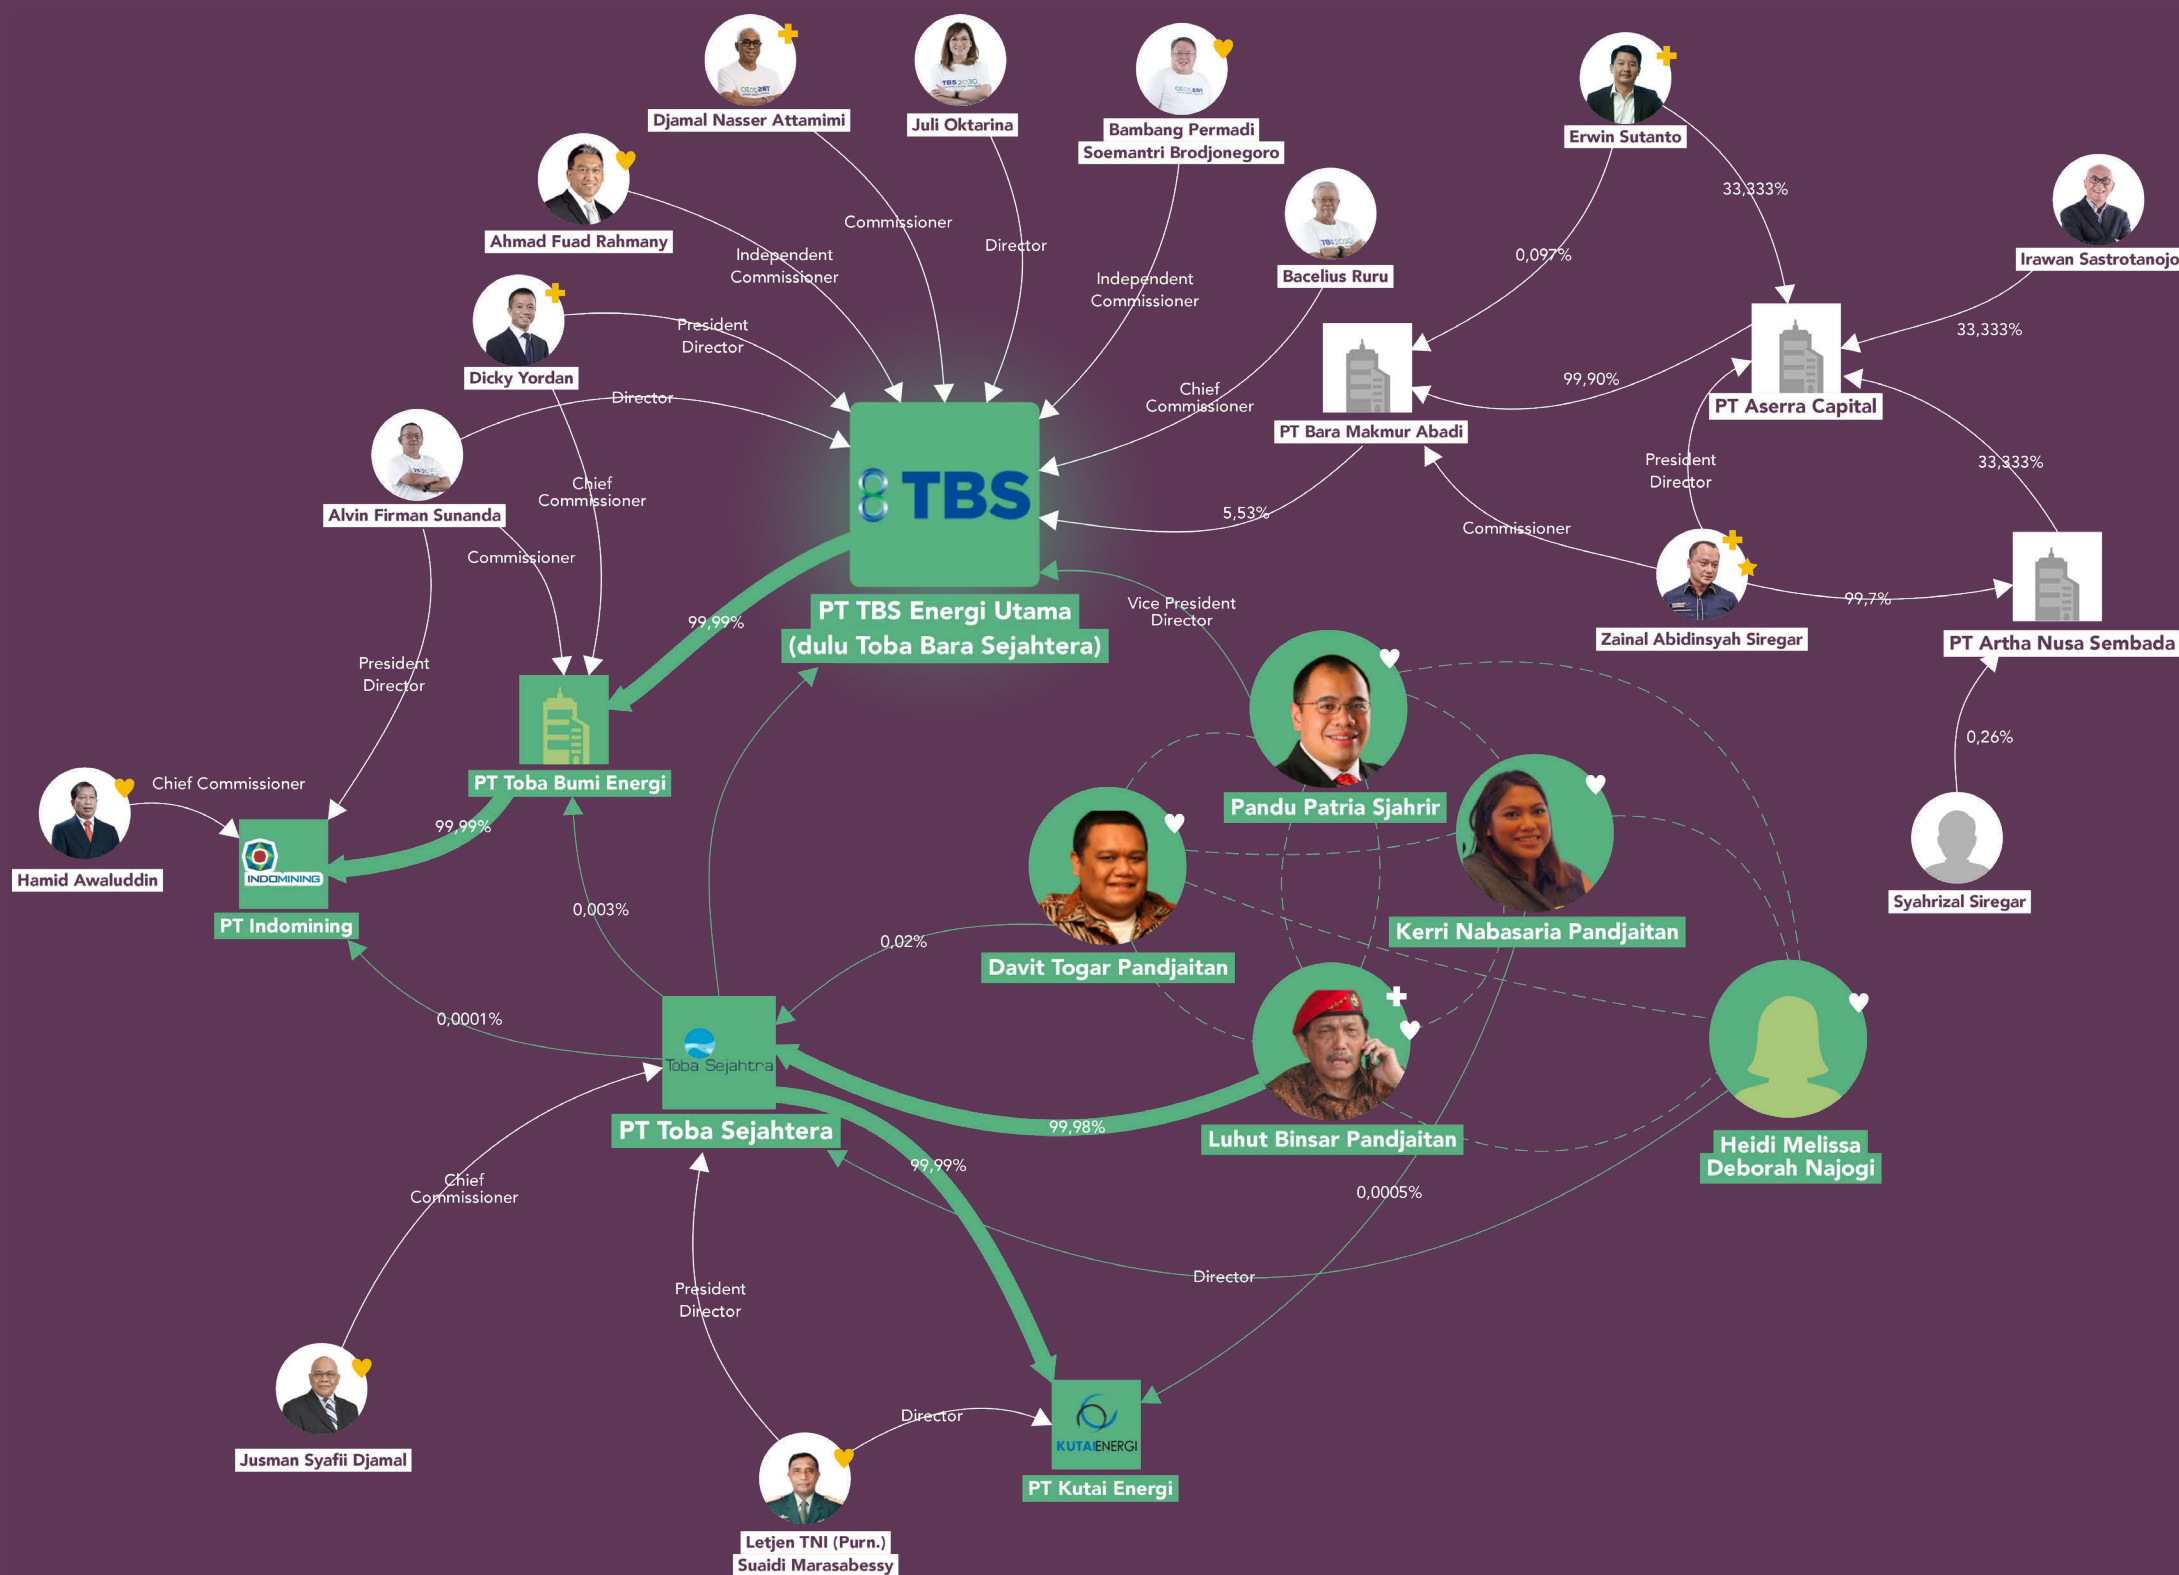 Djamal Nasser Attamimi
TBS2030
Juli Oktarina
Bambang Permadi
Soemantri Brodjonegoro
Erwin Sutanto
Ahmad Fuad Rahmany
Bacelius Ruru
Irawan Sastrotanojo
33,333%
Commissioner
Director
Independent
Commissioner
0,097%
Independent
Commissioner
President
Director
33,333%
Dicky Yordan
99,90%
Director
Chief
Commissioner
PT Aserra Capital
PT Bara Makmur Abadi
Alvin Firman Sunanda
Chief
Commissioner
TBS
President
Director
33,333%
5,53%
Commissioner
Commissioner
99,7%
PT TBS Energi Utama
(dulu Toba Bara Sejahtera)
99,99%
Vice President
Director
Zainal Abidinsyah Siregar
PT Artha Nusa Sembada
President
Director
0,26%
PT Toba Bumi Energi
Chief Commissioner
Pandu Patria Sjahrir
99,99%
Hamid Awaluddin
INDOMINING
PT Indomining
0,003%
0,02%
Syahrizal Siregar
Kerri Nabasaria Pandjaitan
Davit Togar Pandjaitan
0,0001%
Toba Sejahtra
PT Toba Sejahtera
99,98%
Luhut Binsar Pandjaitan
Heidi Melissa
Deborah Najogi
99,99%
Chief
Commissioner
0,0005%
Director
President
Director
Director
KUTAIENERGI
Jusman Syafii Djamal
PT Kutai Energi
Letjen TNI (Purn.)
Suaidi Marasabessy